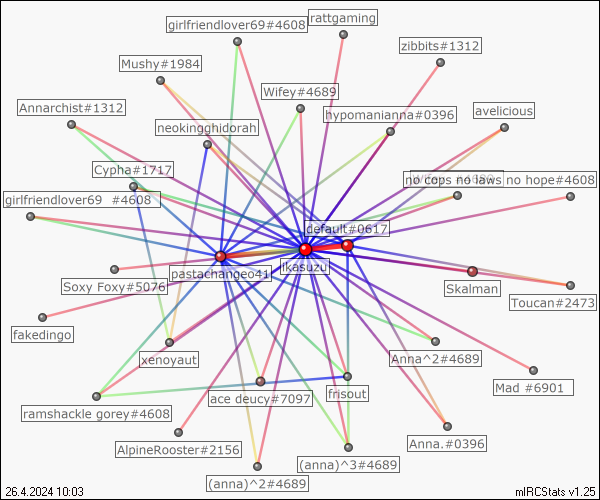 girlfriendlover69#4608
rattgaming
zibbits#1312
Mushy#1984
Wifey#4689
Annarchist#1312
hypomanianna#0396
avelicious
neokingghidorah
Cypha#1717
no cops no laws no hope#4608
girlfriendlover69 #4608
default#0617
pastachangeo41
ikasuzu
Soxy Foxy#5076
Skalman
Toucan#2473
fakedingo
xenoyaut
Anna^2#4689
Mad #6901
ace deucy#7097
frisout
ramshackle gorey#4608
AlpineRooster#2156
Anna.#0396
(anna)^3#4689
(anna)^2#4689
26.4.2024 10:03
mIRCStats v1.25